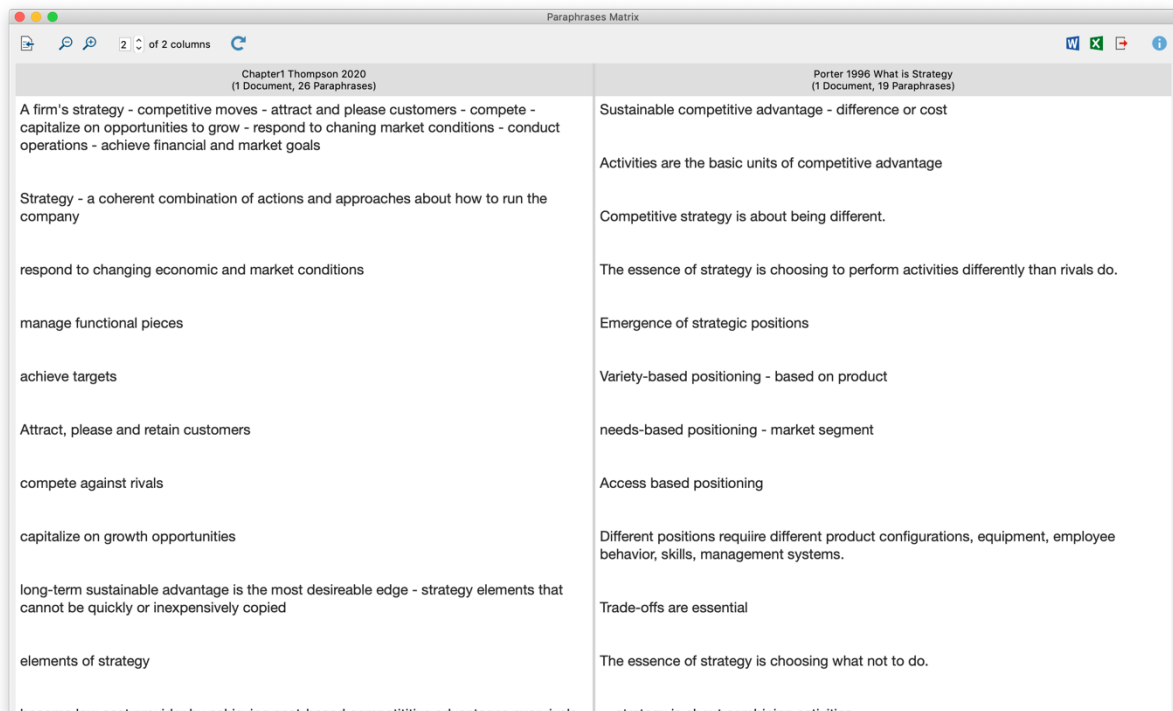 Paraphrases Matrix
2 of 2 columns
Chapter1 Thompson 2020
(1 Document, 26 Paraphrases)
A firm's strategy - competitive moves - attract and please customers - compete -
capitalize on opportunities to grow - respond to chaning market conditions - conduct
operations - achieve financial and market goals
Strategy - a coherent combination of actions and approaches about how to run the
company
respond to changing economic and market conditions
manage functional pieces
achieve targets
Attract, please and retain customers
compete against rivals
capitalize on growth opportunities
long-term sustainable advantage is the most desireable edge - strategy elements that
cannot be quickly or inexpensively copied
elements of strategy
Porter 1996 What is Strategy
(1 Document, 19 Paraphrases)
Sustainable competitive advantage - difference or cost
Activities are the basic units of competitive advantage
Competitive strategy is about being different.
The essence of strategy is choosing to perform activities differently than rivals do.
Emergence of strategic positions
Variety-based positioning - based on product
needs-based positioning - market segment
Access based positioning
Different positions requiire different product configurations, equipment, employee
behavior, skills, management systems.
Trade-offs are essential
The essence of strategy is choosing what not to do.